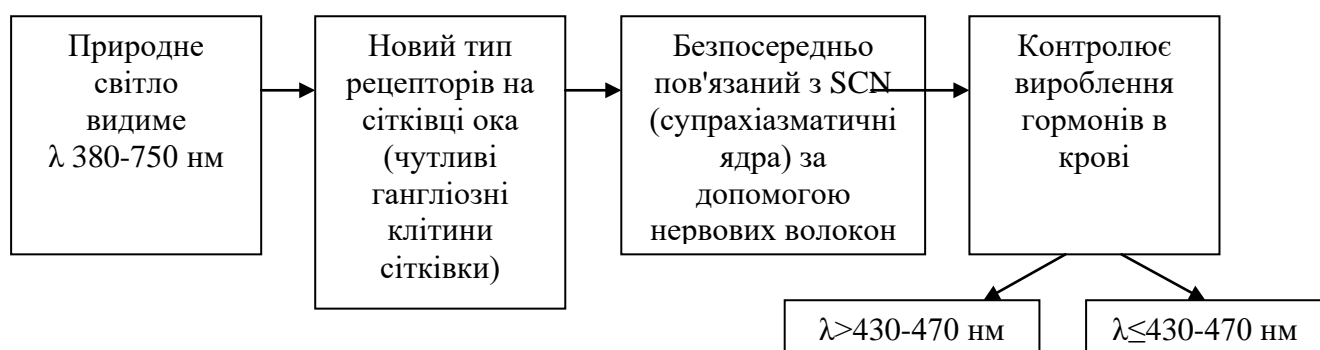 Природне
світло
видиме
λ 380-750 нм
Новий тип
рецепторів на
сітківці ока
(чутливі
гангліозні
клітини
сітківки)
Безпосередньо
пов'язаний з SCN
(супрахіазматичні
ядра) за
допомогою
нервових волокон
Контролює
вироблення
гормонів в
крові
λ>430-470 нм
λ≤430-470 нм